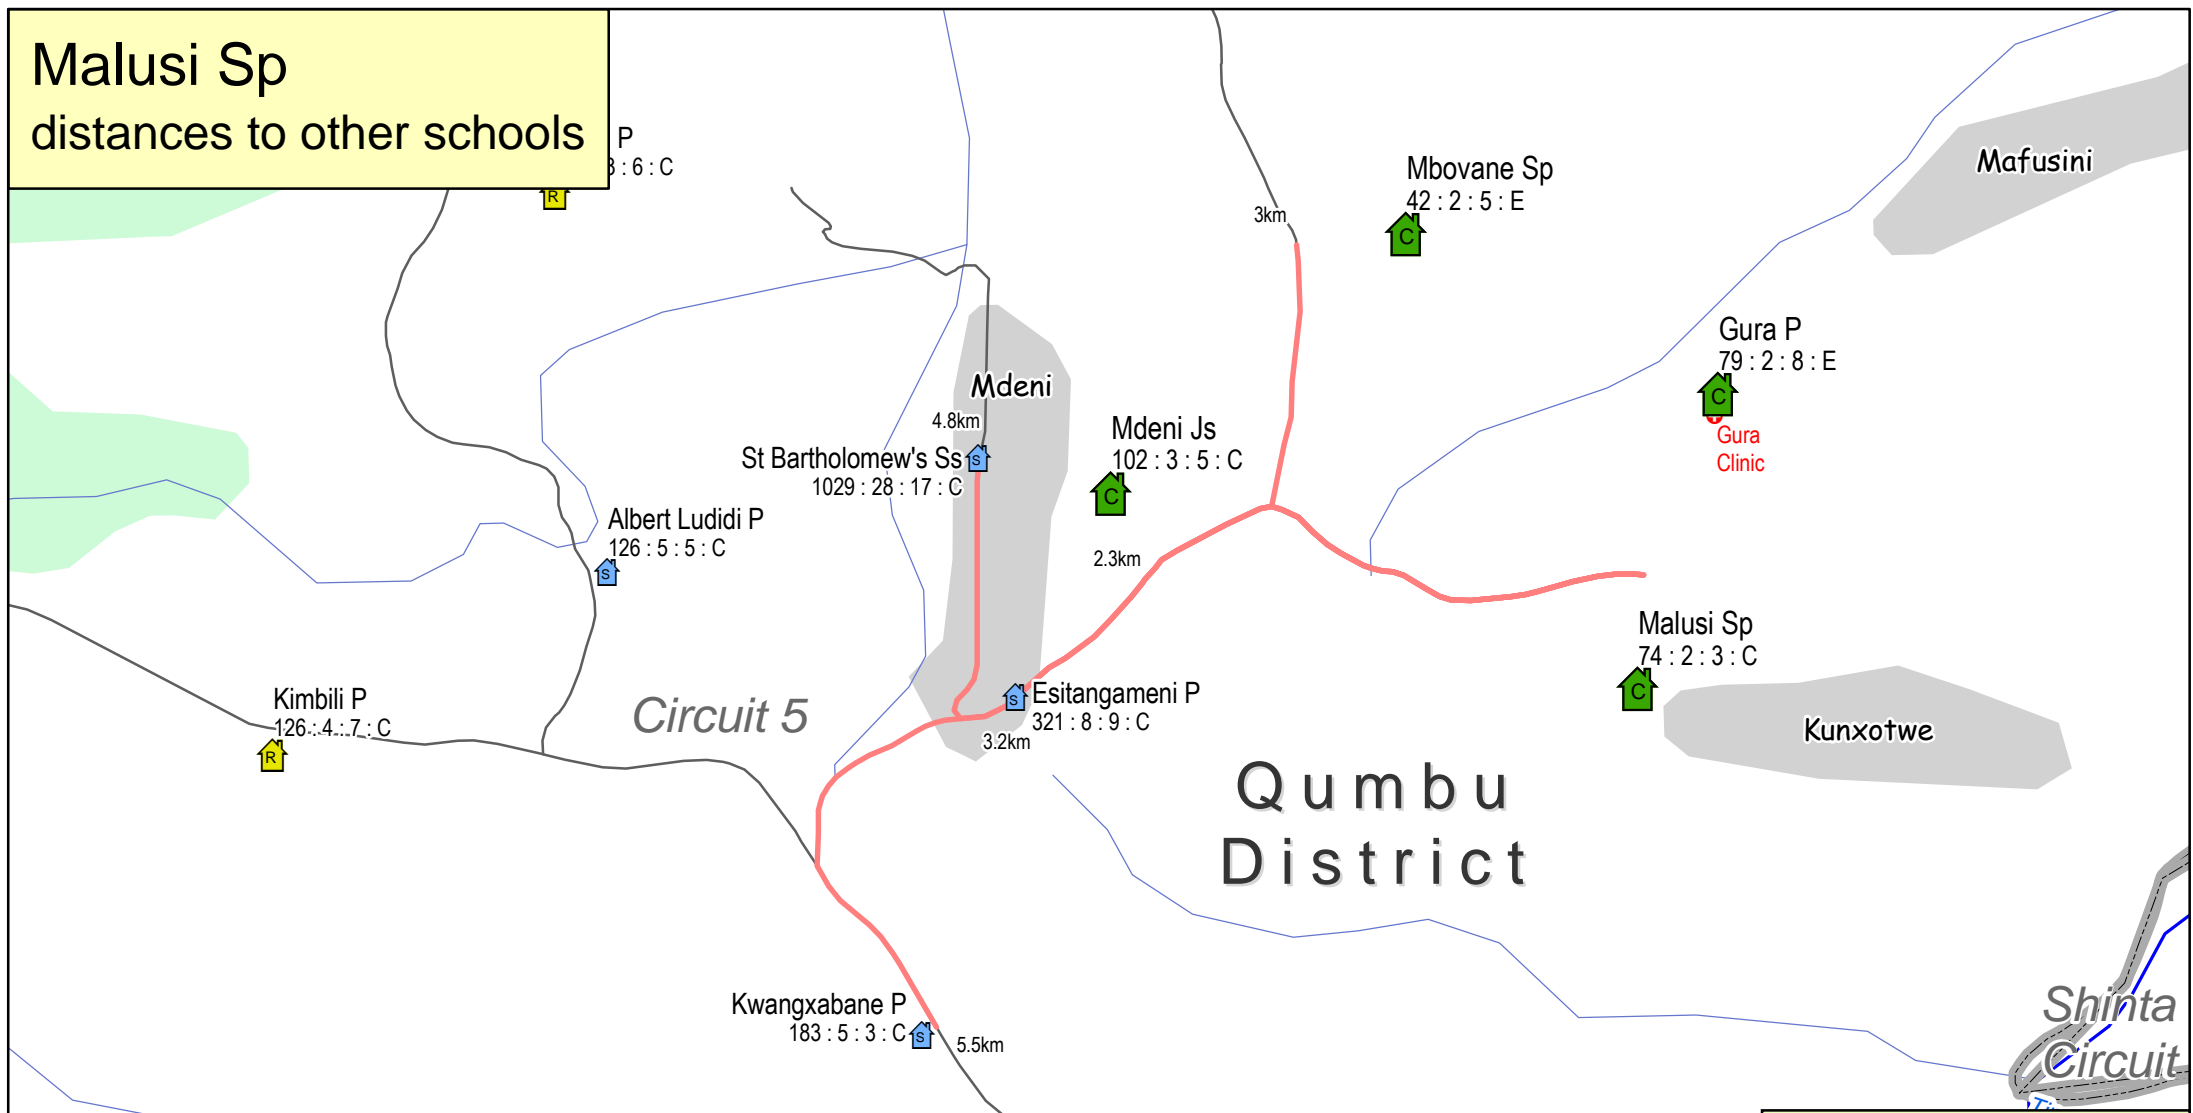 Malusi Sp
distances to other schools
P
: 6 : C
R
Mbovane Sp
42 : 2 : 5 : E
C
3km
Mafusini
Gura P
79 : 2 : 8 : E
C
Gura
Clinic
Mdeni
4.8km
St Bartholomew's Ss
1029 : 28 : 17 : C
S
Mdeni Js
102 : 3 : 5 : C
C
Albert Ludidi P
126 : 5 : 5 : C
S
2.3km
Malusi Sp
74 : 2 : 3 : C
C
Kunxotwe
Kimbili P
126 : 4 : 7 : C
R
Circuit 5
Esitangameni P
321 : 8 : 9 : C
S
3.2km
Qumbu
District
Kwangxabane P
183 : 5 : 3 : C
S
5.5km
Shinta
Circuit